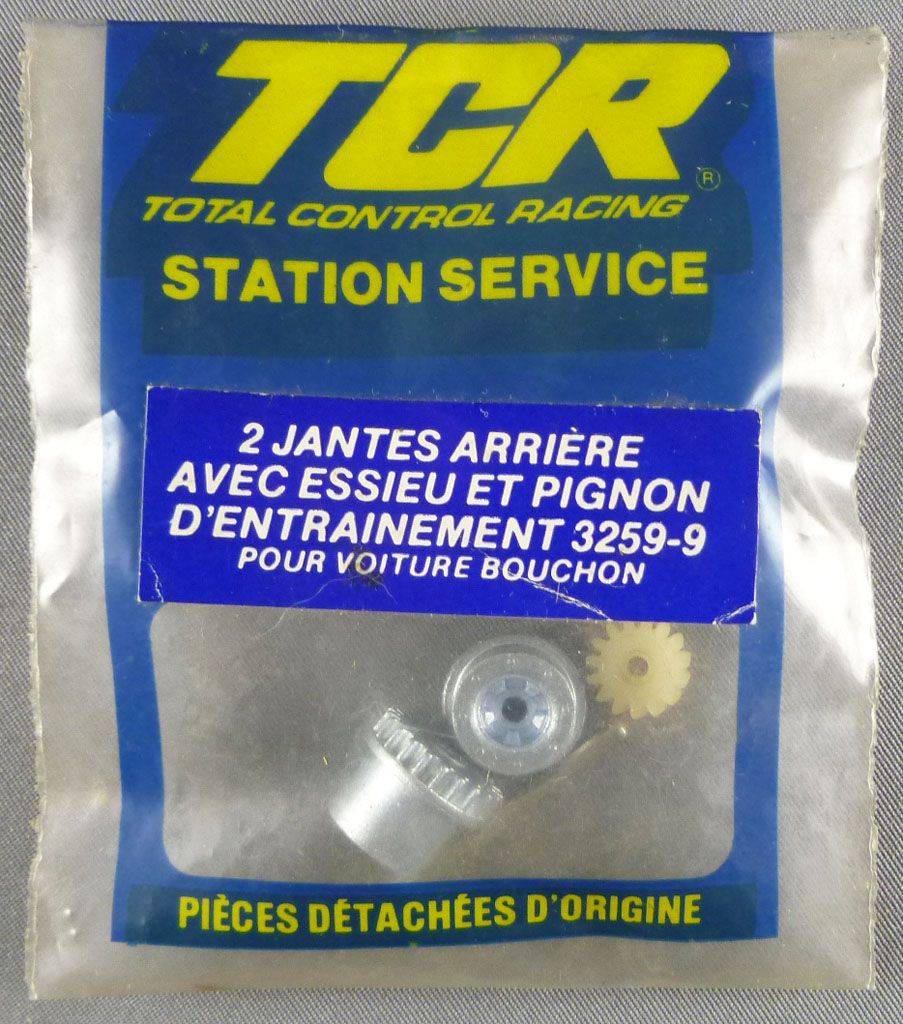 TCR
®
TOTAL CONTROL RACING
STATION SERVICE
2 JANTES ARRIÈRE
AVEC ESSIEU ET PIGNON
D'ENTRAINEMENT 3259-9
POUR VOITURE BOUCHON
PIÈCES DÉTACHÉES D'ORIGINE